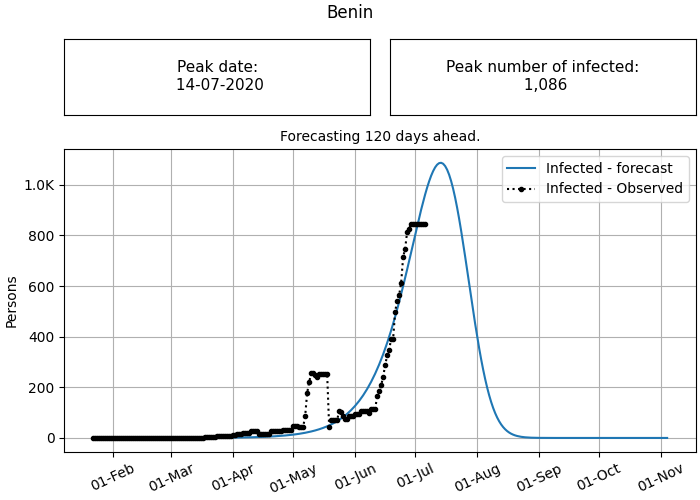 Benin
Peak date:
14-07-2020
Peak number of infected:
1,086
Forecasting 120 days ahead.
Infected - forecast
Infected - Observed
Persons
1.0K
800
600
400
200
0
01-Feb
01-Mar
01-Apr
01-May
01-Jun
01-Jul
01-Aug
01-Sep
01-Oct
01-Nov